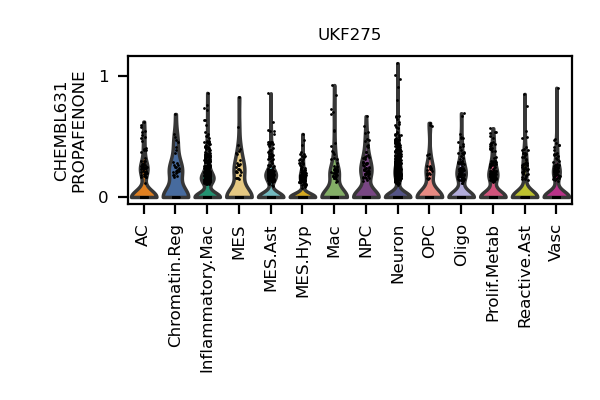 UKF275
CHEMBL631
PROPAFENONE
1
0
AC
Chromatin.Reg
Inflammatory.Mac
MES
MES.Ast
MES.Hyp
Mac
NPC
Neuron
OPC
Oligo
Prolif.Metab
Reactive.Ast
Vasc